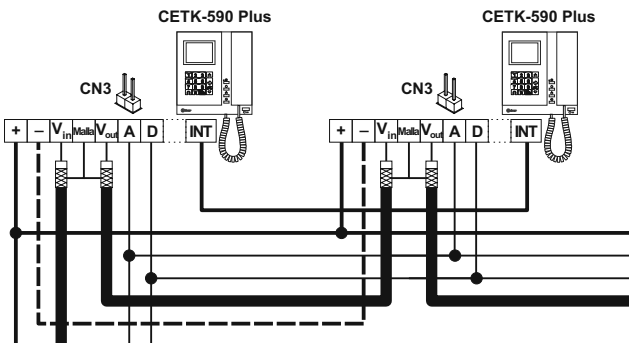 CETK-590 Plus CETK-590 Plus
CN3 CN3
+ – Vin Malla Vout A D INT + – Vin Malla Vout A D INT